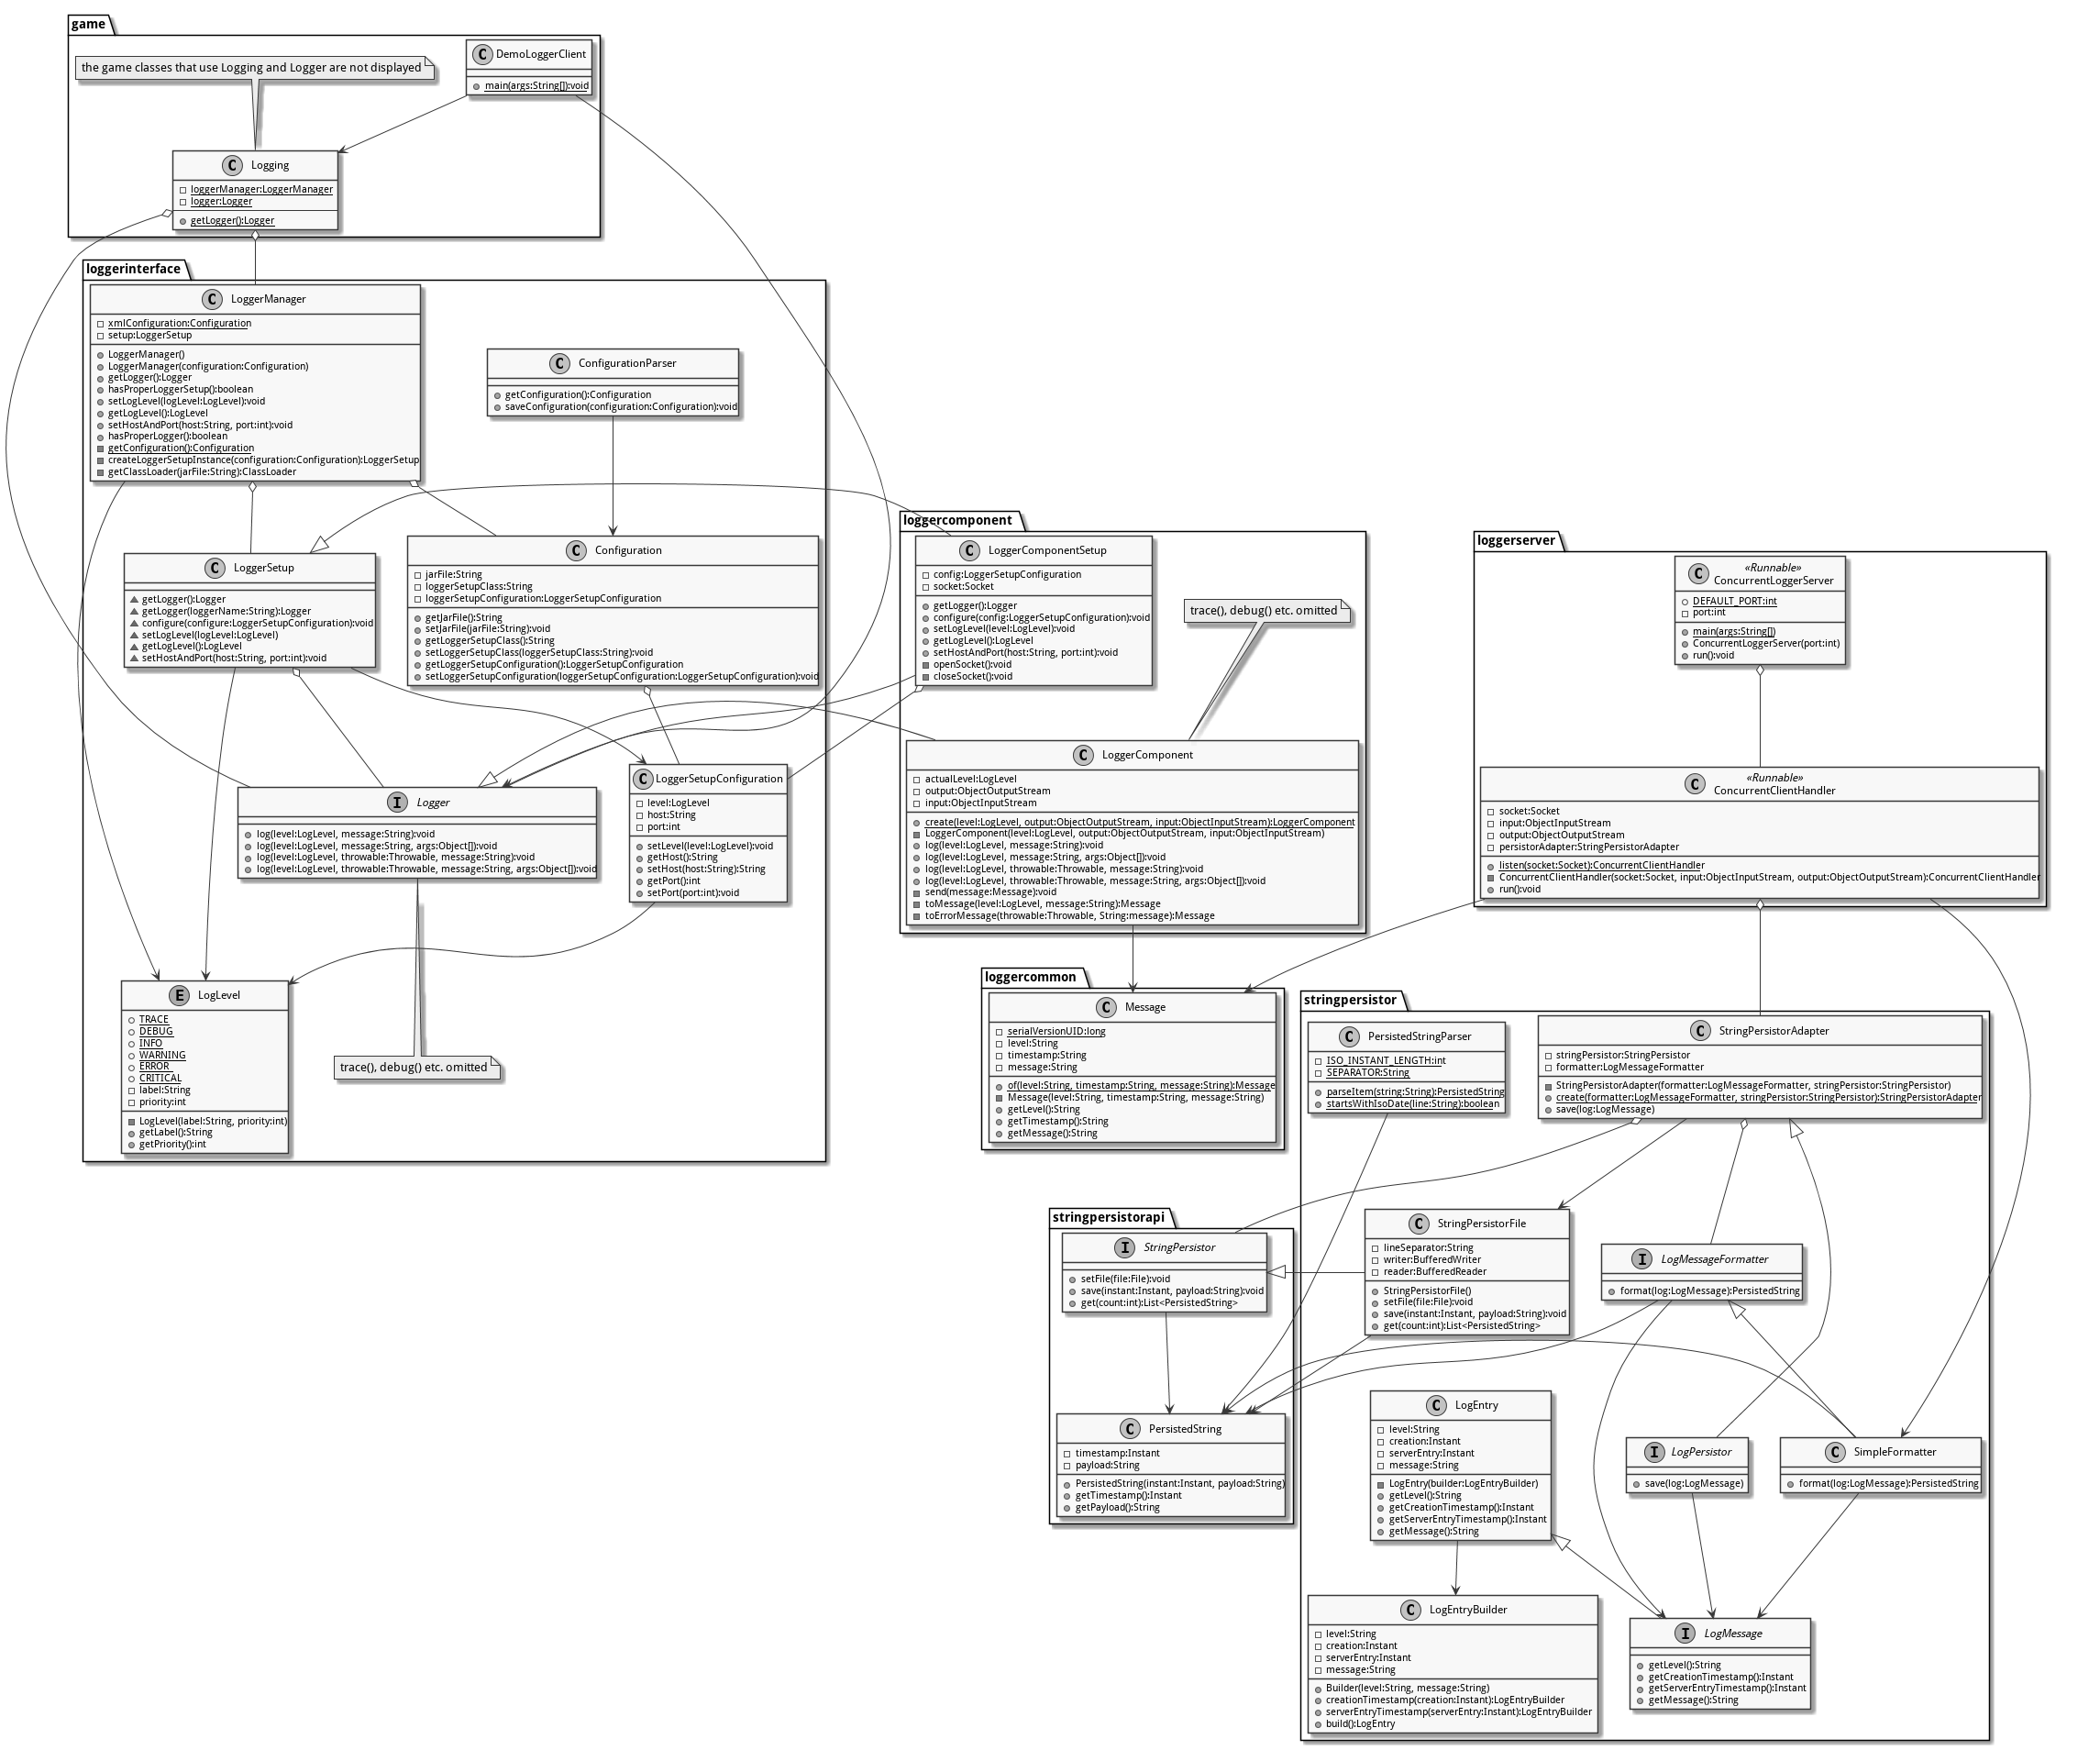 game
the game classes that use Logging and Logger are not displayed
C DemoLoggerClient
main(args:String[]):void
C Logging
loggerManager:LoggerManager
logger:Logger
getLogger():Logger
loggerinterface
C LoggerManager
xmlConfiguration:Configuration
setup:LoggerSetup
LoggerManager()
LoggerManager(configuration:Configuration)
getLogger():Logger
hasProperLoggerSetup():boolean
setLogLevel(logLevel:LogLevel):void
getLogLevel():LogLevel
setHostAndPort(host:String, port:int):void
hasProperLogger():boolean
getConfiguration():Configuration
createLoggerSetupInstance(configuration:Configuration):LoggerSetup
getClassLoader(jarFile:String):ClassLoader
C ConfigurationParser
getConfiguration():Configuration
saveConfiguration(configuration:Configuration):void
C LoggerSetup
getLogger():Logger
getLogger(loggerName:String):Logger
configure(configure:LoggerSetupConfiguration):void
setLogLevel(logLevel:LogLevel)
getLogLevel():LogLevel
setHostAndPort(host:String, port:int):void
C Configuration
jarFile:String
loggerSetupClass:String
loggerSetupConfiguration:LoggerSetupConfiguration
getJarFile():String
setJarFile(jarFile:String):void
getLoggerSetupClass():String
setLoggerSetupClass(loggerSetupClass:String):void
getLoggerSetupConfiguration():LoggerSetupConfiguration
setLoggerSetupConfiguration(loggerSetupConfiguration:LoggerSetupConfiguration):void
I Logger
log(level:LogLevel, message:String):void
log(level:LogLevel, message:String, args:Object[]):void
log(level:LogLevel, throwable:Throwable, message:String):void
log(level:LogLevel, throwable:Throwable, message:String, args:Object[]):void
C LoggerSetupConfiguration
level:LogLevel
host:String
port:int
setLevel(level:LogLevel):void
getHost():String
setHost(host:String):String
getPort():int
setPort(port:int):void
E LogLevel
TRACE
DEBUG
INFO
WARNING
ERROR
CRITICAL
label:String
priority:int
LogLevel(label:String, priority:int)
getLabel():String
getPriority():int
trace(), debug() etc. omitted
loggercomponent
C LoggerComponentSetup
config:LoggerSetupConfiguration
socket:Socket
getLogger():Logger
configure(config:LoggerSetupConfiguration):void
setLogLevel(level:LogLevel):void
getLogLevel():LogLevel
setHostAndPort(host:String, port:int):void
openSocket():void
closeSocket():void
trace(), debug() etc. omitted
C LoggerComponent
actualLevel:LogLevel
output:ObjectOutputStream
input:ObjectInputStream
create(level:LogLevel, output:ObjectOutputStream, input:ObjectInputStream):LoggerComponent
LoggerComponent(level:LogLevel, output:ObjectOutputStream, input:ObjectInputStream)
log(level:LogLevel, message:String):void
log(level:LogLevel, message:String, args:Object[]):void
log(level:LogLevel, throwable:Throwable, message:String):void
log(level:LogLevel, throwable:Throwable, message:String, args:Object[]):void
send(message:Message):void
toMessage(level:LogLevel, message:String):Message
toErrorMessage(throwable:Throwable, String:message):Message
loggerserver
C «Runnable»
ConcurrentLoggerServer
DEFAULT_PORT:int
port:int
main(args:String[])
ConcurrentLoggerServer(port:int)
run():void
C «Runnable»
ConcurrentClientHandler
socket:Socket
input:ObjectInputStream
output:ObjectOutputStream
persistorAdapter:StringPersistorAdapter
listen(socket:Socket):ConcurrentClientHandler
ConcurrentClientHandler(socket:Socket, input:ObjectInputStream, output:ObjectOutputStream):ConcurrentClientHandler
run():void
loggercommon
C Message
serialVersionUID:long
level:String
timestamp:String
message:String
of(level:String, timestamp:String, message:String):Message
Message(level:String, timestamp:String, message:String)
getLevel():String
getTimestamp():String
getMessage():String
stringpersistor
C PersistedStringParser
ISO_INSTANT_LENGTH:int
SEPARATOR:String
parseItem(string:String):PersistedString
startsWithIsoDate(line:String):boolean
C StringPersistorAdapter
stringPersistor:StringPersistor
formatter:LogMessageFormatter
StringPersistorAdapter(formatter:LogMessageFormatter, stringPersistor:StringPersistor)
create(formatter:LogMessageFormatter, stringPersistor:StringPersistor):StringPersistorAdapter
save(log:LogMessage)
stringpersistorapi
I StringPersistor
setFile(file:File):void
save(instant:Instant, payload:String):void
get(count:int):List<PersistedString>
C StringPersistorFile
lineSeparator:String
writer:BufferedWriter
reader:BufferedReader
StringPersistorFile()
setFile(file:File):void
save(instant:Instant, payload:String):void
get(count:int):List<PersistedString>
I LogMessageFormatter
format(log:LogMessage):PersistedString
C PersistedString
timestamp:Instant
payload:String
PersistedString(instant:Instant, payload:String)
getTimestamp():Instant
getPayload():String
C LogEntry
level:String
creation:Instant
serverEntry:Instant
message:String
LogEntry(builder:LogEntryBuilder)
getLevel():String
getCreationTimestamp():Instant
getServerEntryTimestamp():Instant
getMessage():String
I LogPersistor
save(log:LogMessage)
C SimpleFormatter
format(log:LogMessage):PersistedString
C LogEntryBuilder
level:String
creation:Instant
serverEntry:Instant
message:String
Builder(level:String, message:String)
creationTimestamp(creation:Instant):LogEntryBuilder
serverEntryTimestamp(serverEntry:Instant):LogEntryBuilder
build():LogEntry
I LogMessage
getLevel():String
getCreationTimestamp():Instant
getServerEntryTimestamp():Instant
getMessage():String